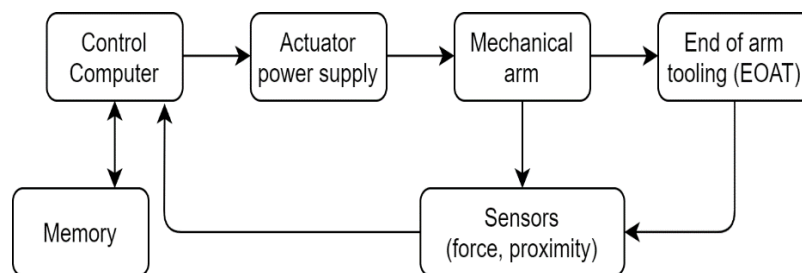 Control
Computer
Actuator
power supply
Mechanical
arm
End of arm
tooling (EOAT)
Memory
Sensors
(force, proximity)